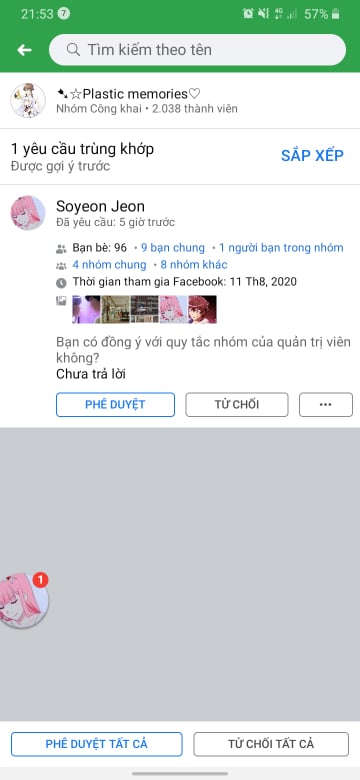 21:53 7 4G 57%
Tìm kiếm theo tên
➷☆Plastic memories♡
Nhóm Công khai • 2.038 thành viên
1 yêu cầu trùng khớp
Được gợi ý trước
SẮP XẾP
Soyeon Jeon
Đã yêu cầu: 5 giờ trước
Bạn bè: 96 • 9 bạn chung • 1 người bạn trong nhóm
4 nhóm chung • 8 nhóm khác
Thời gian tham gia Facebook: 11 Th8, 2020
Bạn có đồng ý với quy tắc nhóm của quản trị viên
không?
Chưa trả lời
PHÊ DUYỆT
TỪ CHỐI
•••
1
PHÊ DUYỆT TẤT CẢ
TỪ CHỐI TẤT CẢ